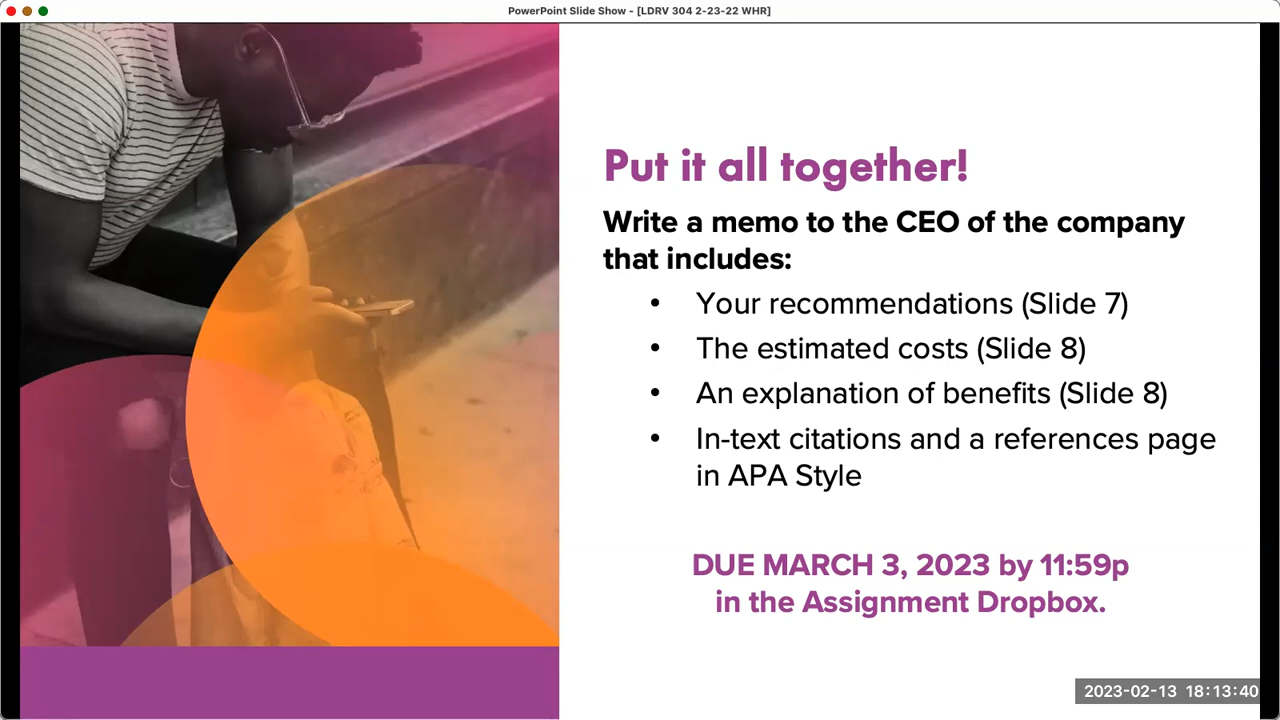 PowerPoint Slide Show - [LDRV 304 2-23-22 WHR]
Put it all together!
Write a memo to the CEO of the company
that includes:
• Your recommendations (Slide 7)
• The estimated costs (Slide 8)
• An explanation of benefits (Slide 8)
• In-text citations and a references page
in APA Style
DUE MARCH 3, 2023 by 11:59p
in the Assignment Dropbox.
2023-02-13 18:13:40